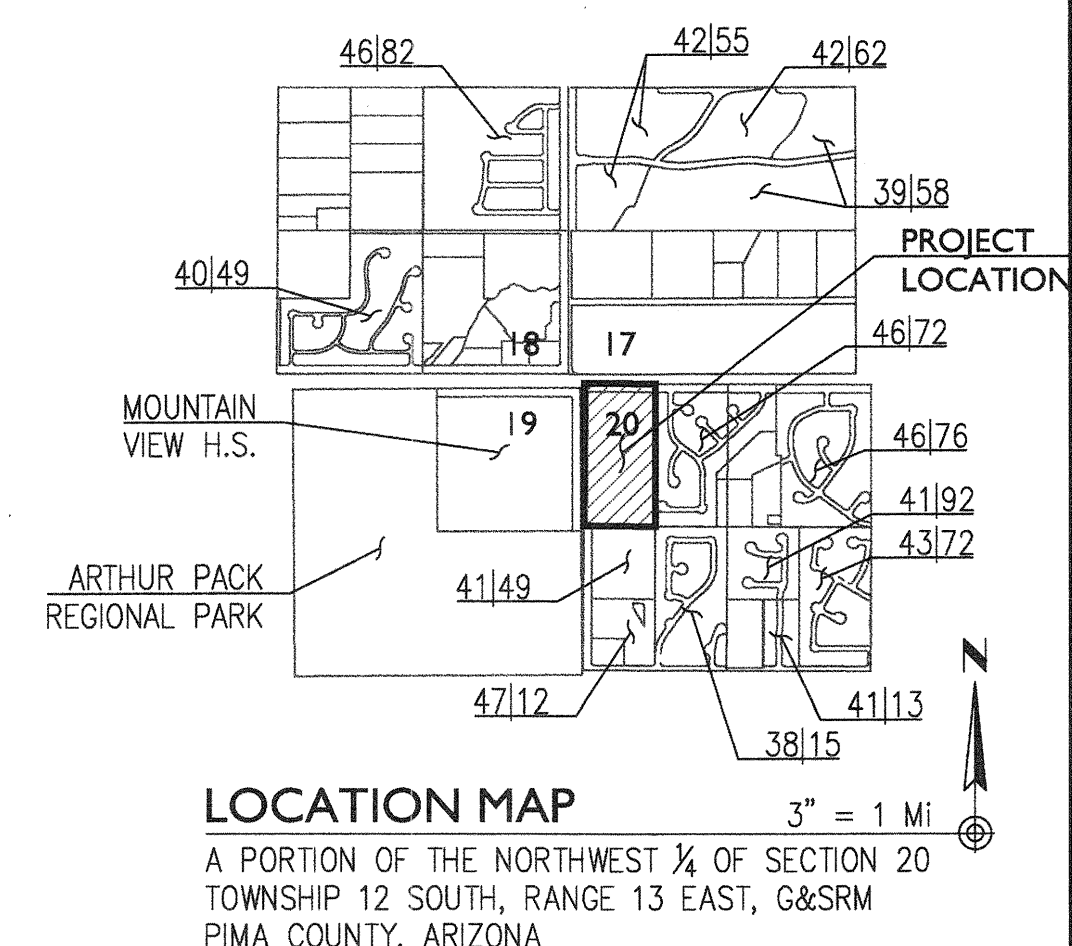 46|82
42|55
42|62
39|58
PROJECT
LOCATION
40|49
18
17
46|72
MOUNTAIN
VIEW H.S.
19
20
46|76
41|92
43|72
ARTHUR PACK
REGIONAL PARK
41|49
47|12
41|13
38|15
N
LOCATION MAP
3" = 1 Mi
A PORTION OF THE NORTHWEST ¼ OF SECTION 20
TOWNSHIP 12 SOUTH, RANGE 13 EAST, G&SRM
PIMA COUNTY, ARIZONA